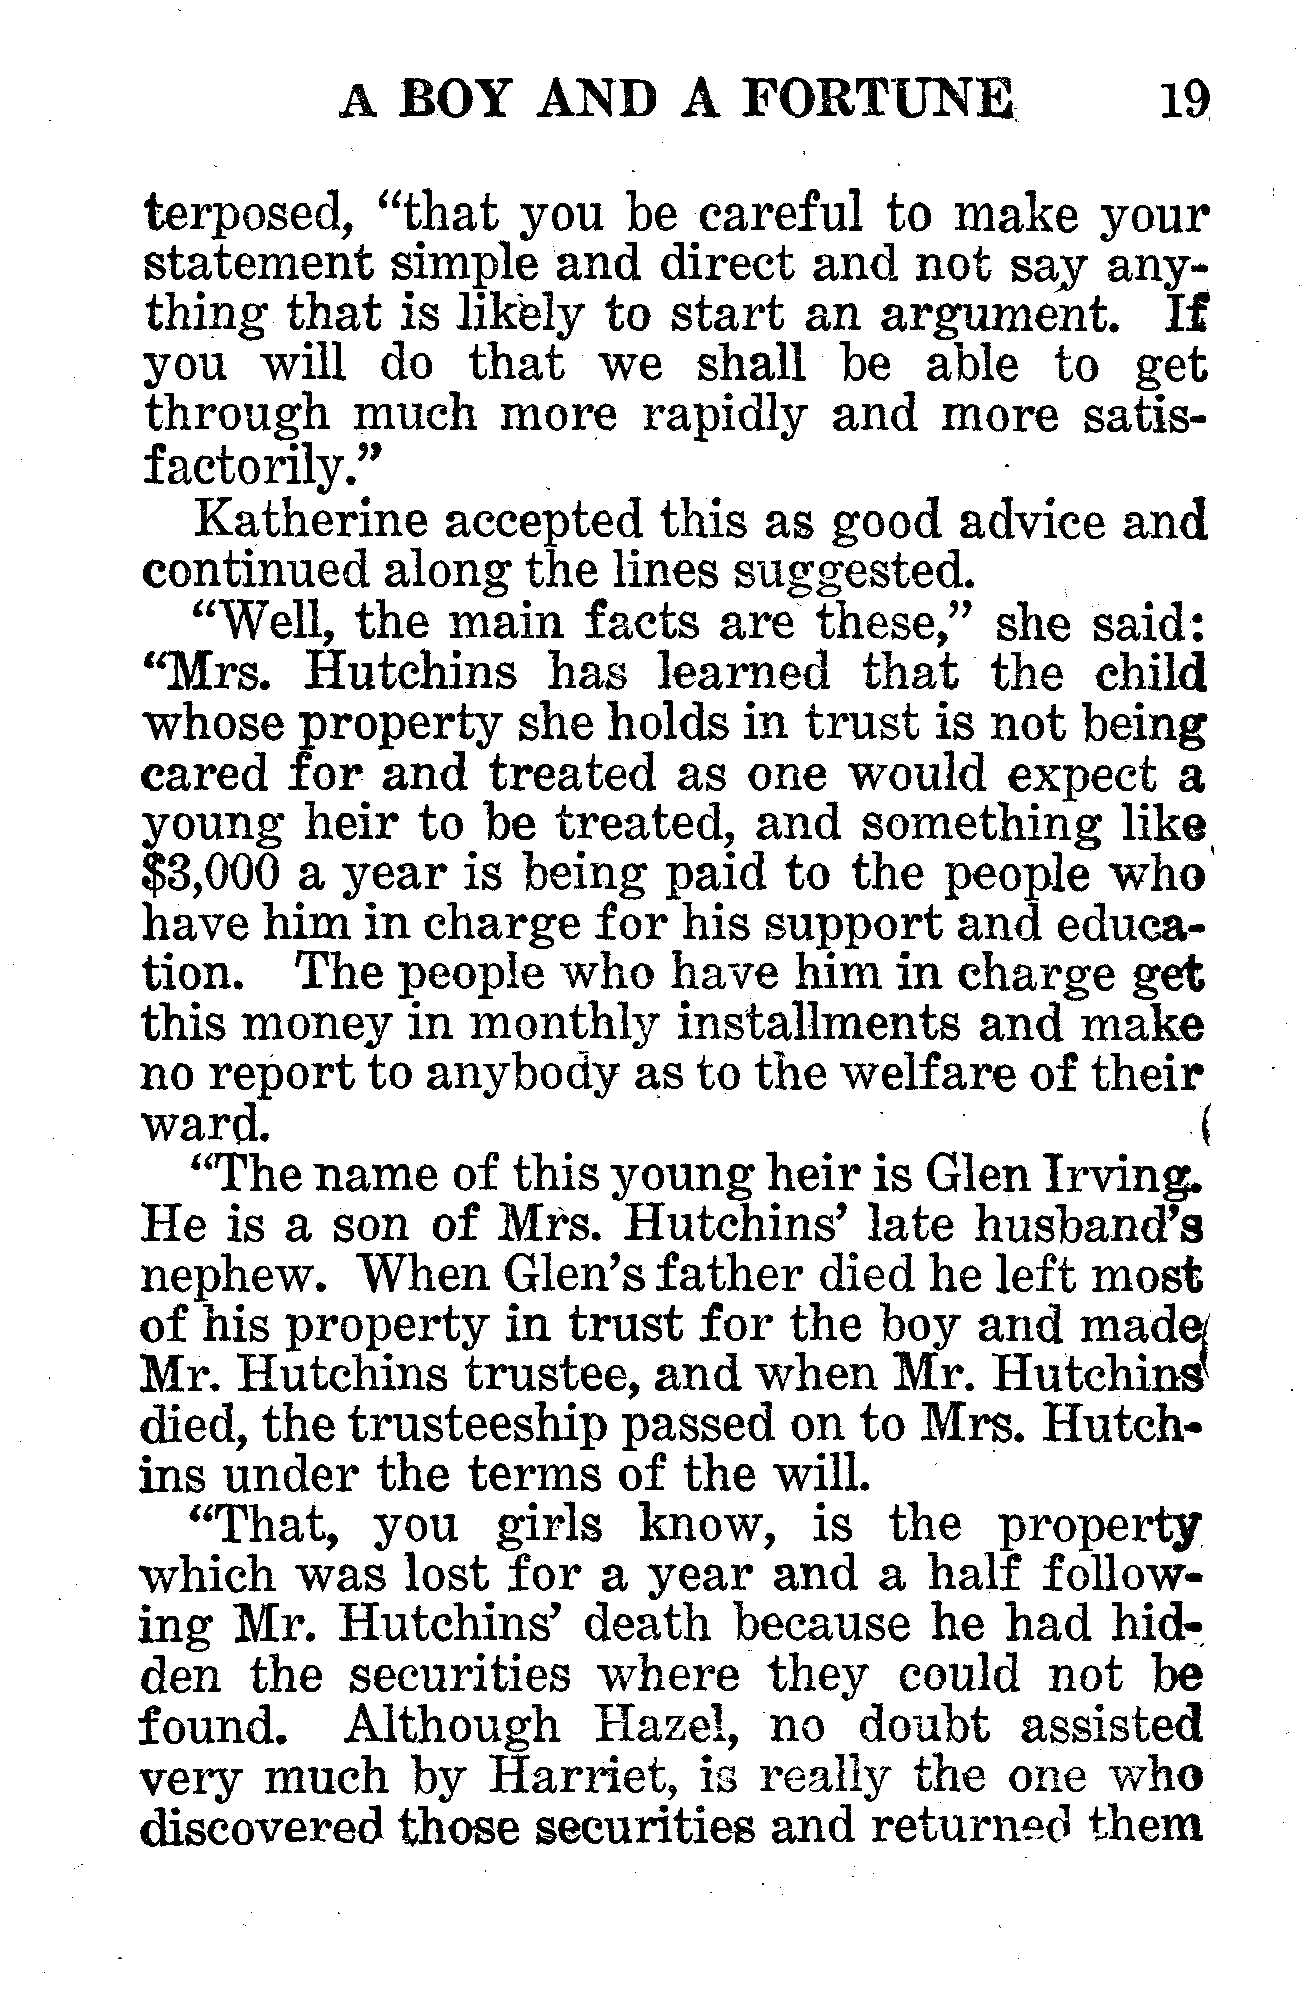 A BOY AND A FORTUNE 19
terposed, “that you be careful to make your
statement simple and direct and not say any-
thing that is likely to start an argument. If
you will do that we shall be able to get
through much more rapidly and more satis-
factorily.”
Katherine accepted this as good advice and
continued along the lines suggested.
“Well, the main facts are these,” she said:
“Mrs. Hutchins has learned that the child
whose property she holds in trust is not being
cared for and treated as one would expect a
young heir to be treated, and something like
$3,000 a year is being paid to the people who
have him in charge for his support and educa-
tion. The people who have him in charge get
this money in monthly installments and make
no report to anybody as to the welfare of their
ward.
“The name of this young heir is Glen Irving.
He is a son of Mrs. Hutchins’ late husband’s
nephew. When Glen’s father died he left most
of his property in trust for the boy and made
Mr. Hutchins trustee, and when Mr. Hutchins
died, the trusteeship passed on to Mrs. Hutch-
ins under the terms of the will.
“That, you girls know, is the property
which was lost for a year and a half follow-
ing Mr. Hutchins’ death because he had hid-
den the securities where they could not be
found. Although Hazel, no doubt assisted
very much by Harriet, is really the one who
discovered those securities and returned them